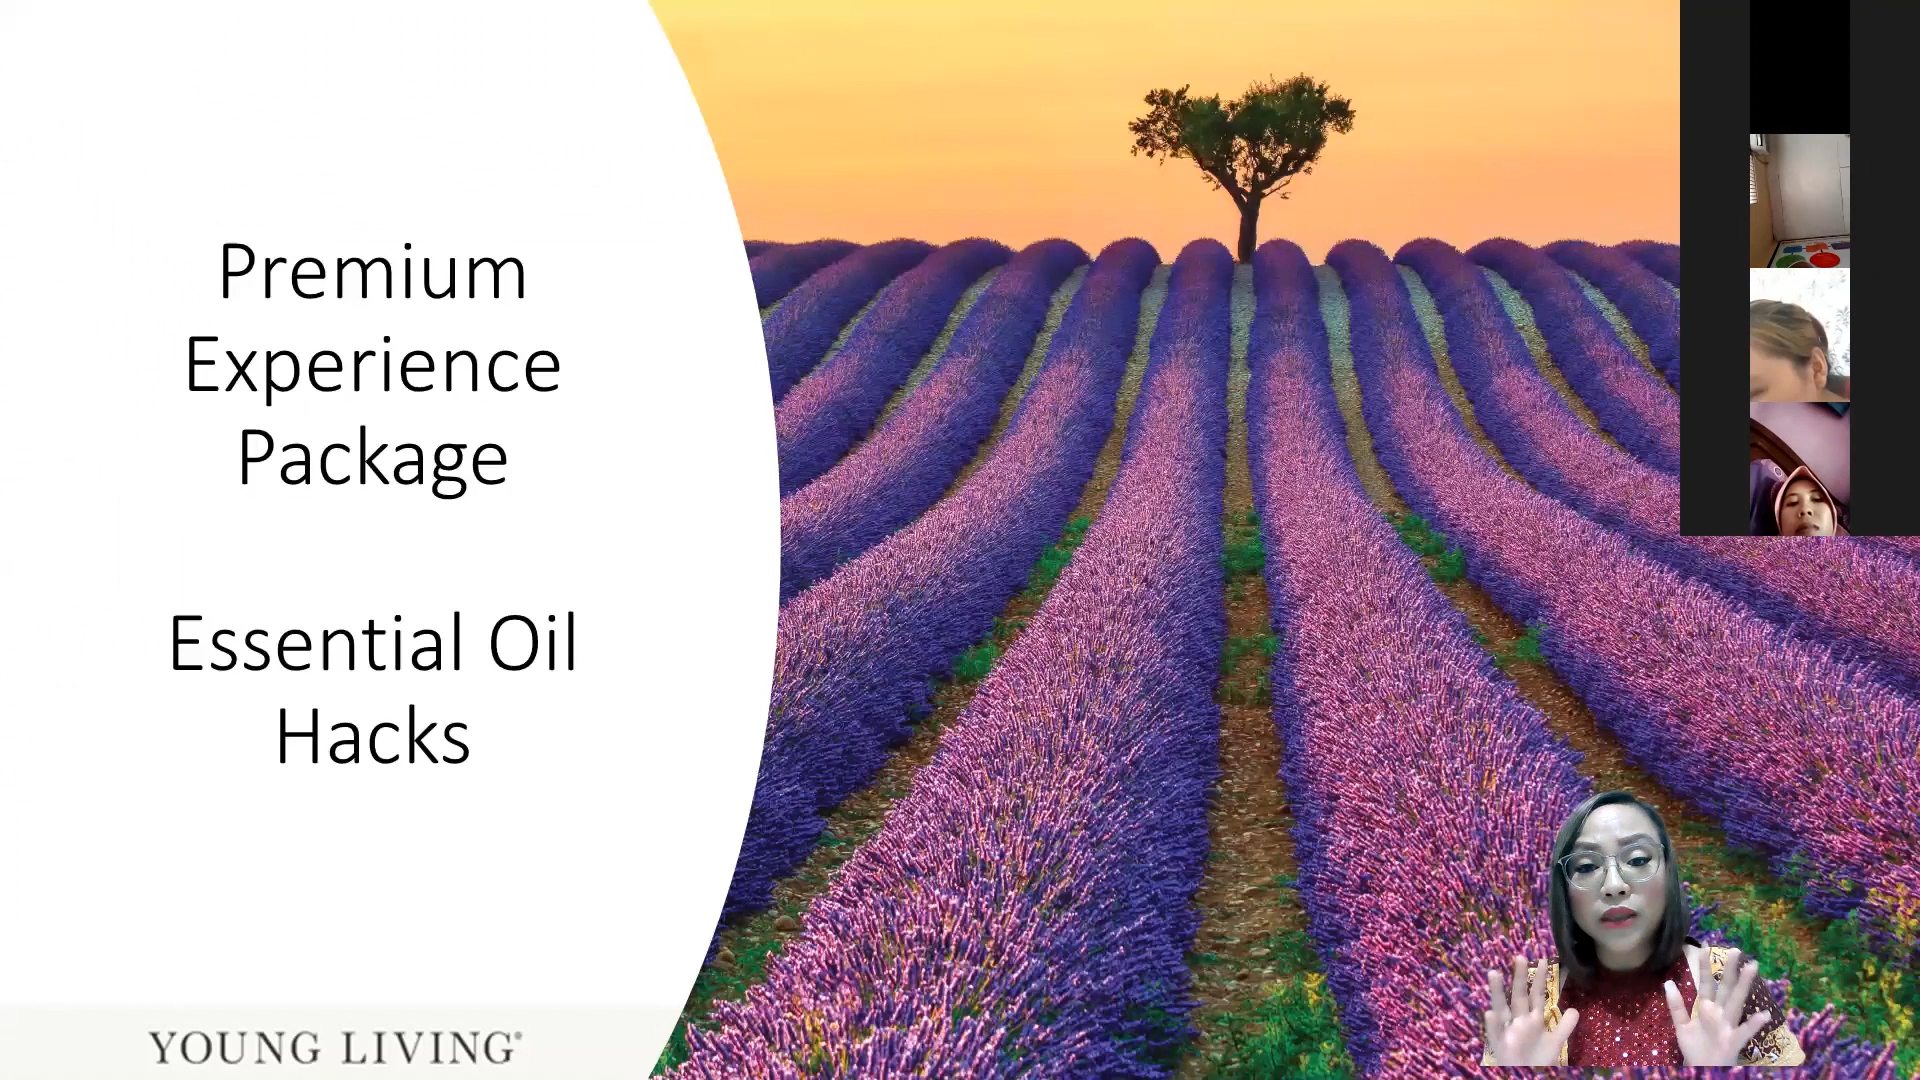 Premium
Experience
Package
Essential Oil
Hacks
YOUNG LIVING®